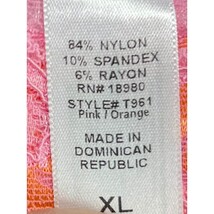 84% NYLON
10% SPANDEX
6% RAYON
RN# 18980
STYLE# T961
Pink / Orange
MADE IN
DOMINICAN
REPUBLIC
XL